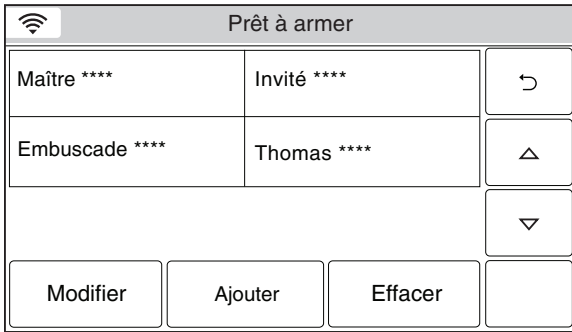 Prêt à armer
Maître ****
Invité ****
Embuscade ****
Thomas ****
Modifier
Ajouter
Effacer